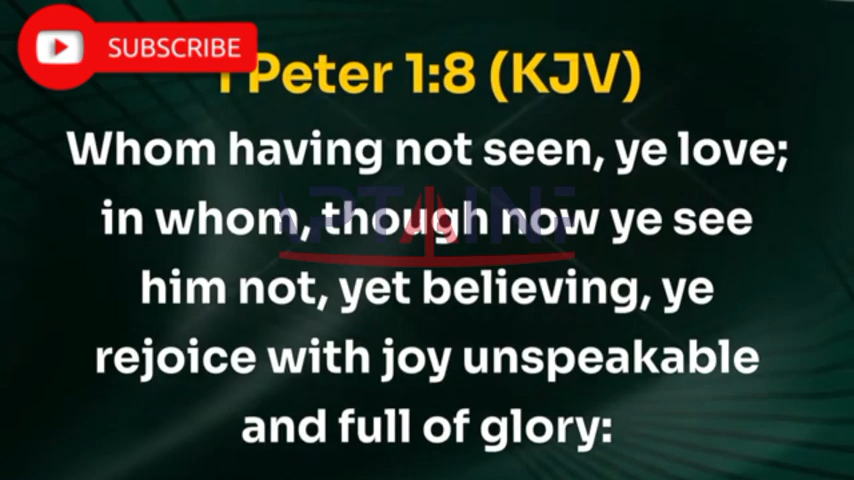 SUBSCRIBE
1 Peter 1:8 (KJV)
Whom having not seen, ye love;
in whom, though now ye see
him not, yet believing, ye
rejoice with joy unspeakable
and full of glory: